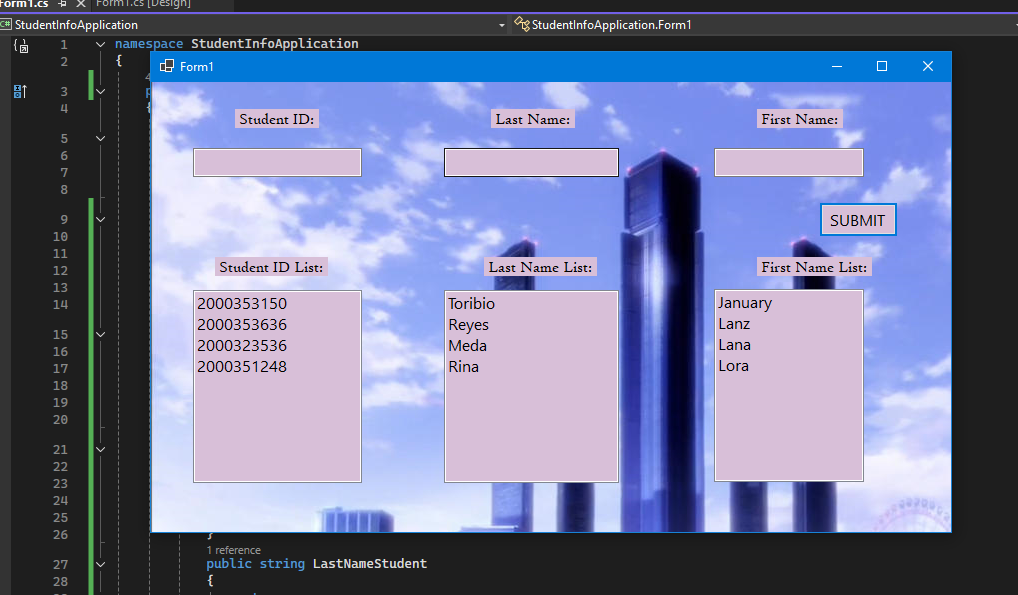 Form1.cs Form1.cs [Design]
StudentInfoApplication StudentInfoApplication.Form1
1 namespace StudentInfoApplication
2 {
Form1
3
4
5
6
7
8
9
10
11
12
13
14
15
16
17
18
19
20
21
22
23
24
25
26 }
Student ID: Last Name: First Name:
SUBMIT
Student ID List: Last Name List: First Name List:
2000353150 Toribio January
2000353636 Reyes Lanz
2000323536 Meda Lana
2000351248 Rina Lora
1 reference
27 public string LastNameStudent
28 {